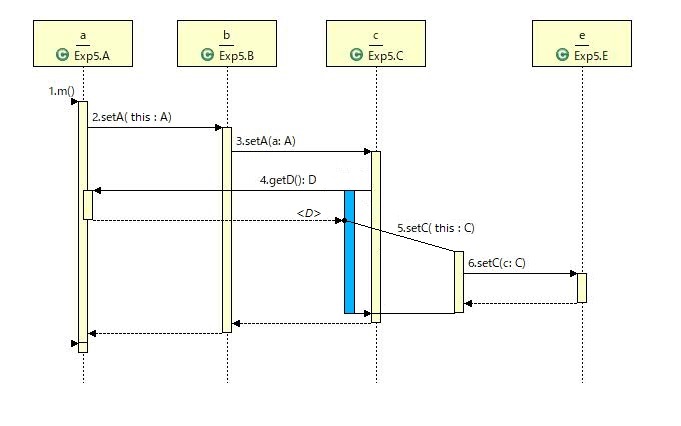 a
b
c
e
C Exp5.A
C Exp5.B
C Exp5.C
C Exp5.E
1.m()
2.setA( this : A)
3.setA(a: A)
4.getD(): D
<D>
5.setC( this : C)
6.setC(c: C)